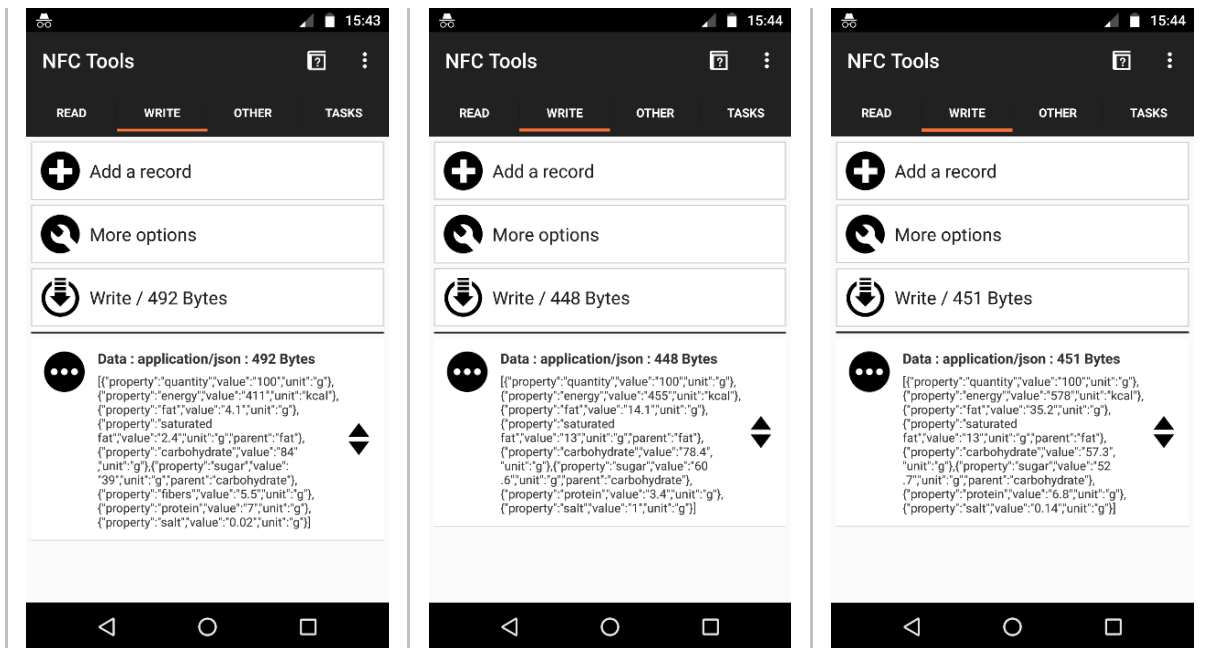 15:43
NFC Tools
READ WRITE OTHER TASKS
Add a record
More options
Write / 492 Bytes
Data : application/json : 492 Bytes
[{"property":"quantity","value":"100","unit":"g"},
{"property":"energy","value":"411","unit":"kcal"},
{"property":"fat","value":"4.1","unit":"g"},
{"property":"saturated
fat","value":"2.4","unit":"g","parent":"fat"},
{"property":"carbohydrate","value":"84"
,"unit":"g"},{"property":"sugar","value":
"39","unit":"g","parent":"carbohydrate"},
{"property":"fibers","value":"5.5","unit":"g"},
{"property":"protein","value":"7","unit":"g"},
{"property":"salt","value":"0.02","unit":"g"}]
15:44
NFC Tools
READ WRITE OTHER TASKS
Add a record
More options
Write / 448 Bytes
Data : application/json : 448 Bytes
[{"property":"quantity","value":"100","unit":"g"},
{"property":"energy","value":"455","unit":"kcal"},
{"property":"fat","value":"14.1","unit":"g"},
{"property":"saturated
fat","value":"13","unit":"g","parent":"fat"},
{"property":"carbohydrate","value":"78.4",
"unit":"g"},{"property":"sugar","value":"60
.6","unit":"g","parent":"carbohydrate"},
{"property":"protein","value":"3.4","unit":"g"},
{"property":"salt","value":"1","unit":"g"}]
15:44
NFC Tools
READ WRITE OTHER TASKS
Add a record
More options
Write / 451 Bytes
Data : application/json : 451 Bytes
[{"property":"quantity","value":"100","unit":"g"},
{"property":"energy","value":"578","unit":"kcal"},
{"property":"fat","value":"35.2","unit":"g"},
{"property":"saturated
fat","value":"13","unit":"g","parent":"fat"},
{"property":"carbohydrate","value":"57.3",
"unit":"g"},{"property":"sugar","value":"52
.7","unit":"g","parent":"carbohydrate"},
{"property":"protein","value":"6.8","unit":"g"},
{"property":"salt","value":"0.14","unit":"g"}]